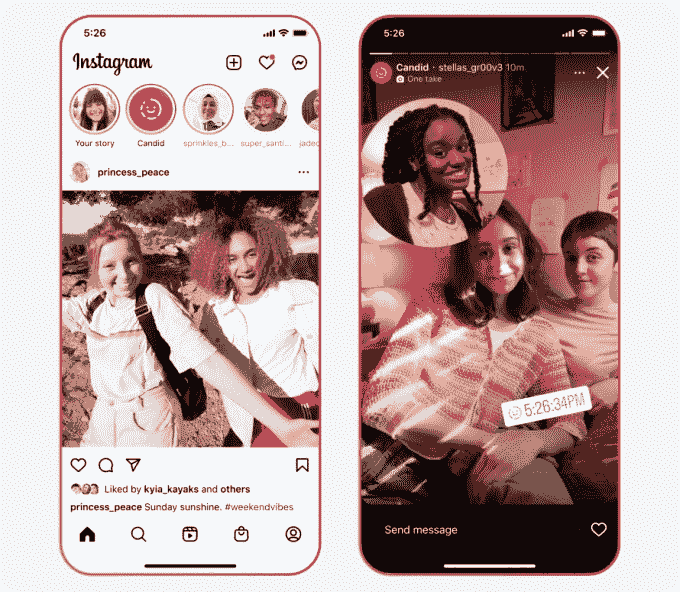 5:26
Instagram
Your story
Candid
sprinkles_b...
super_santi...
jadec
princess_peace
Liked by kyia_kayaks and others
princess_peace Sunday sunshine. #weekendvibes
5:26
Candid · stellas_gr00v3 10m
One take
5:26:34PM
Send message